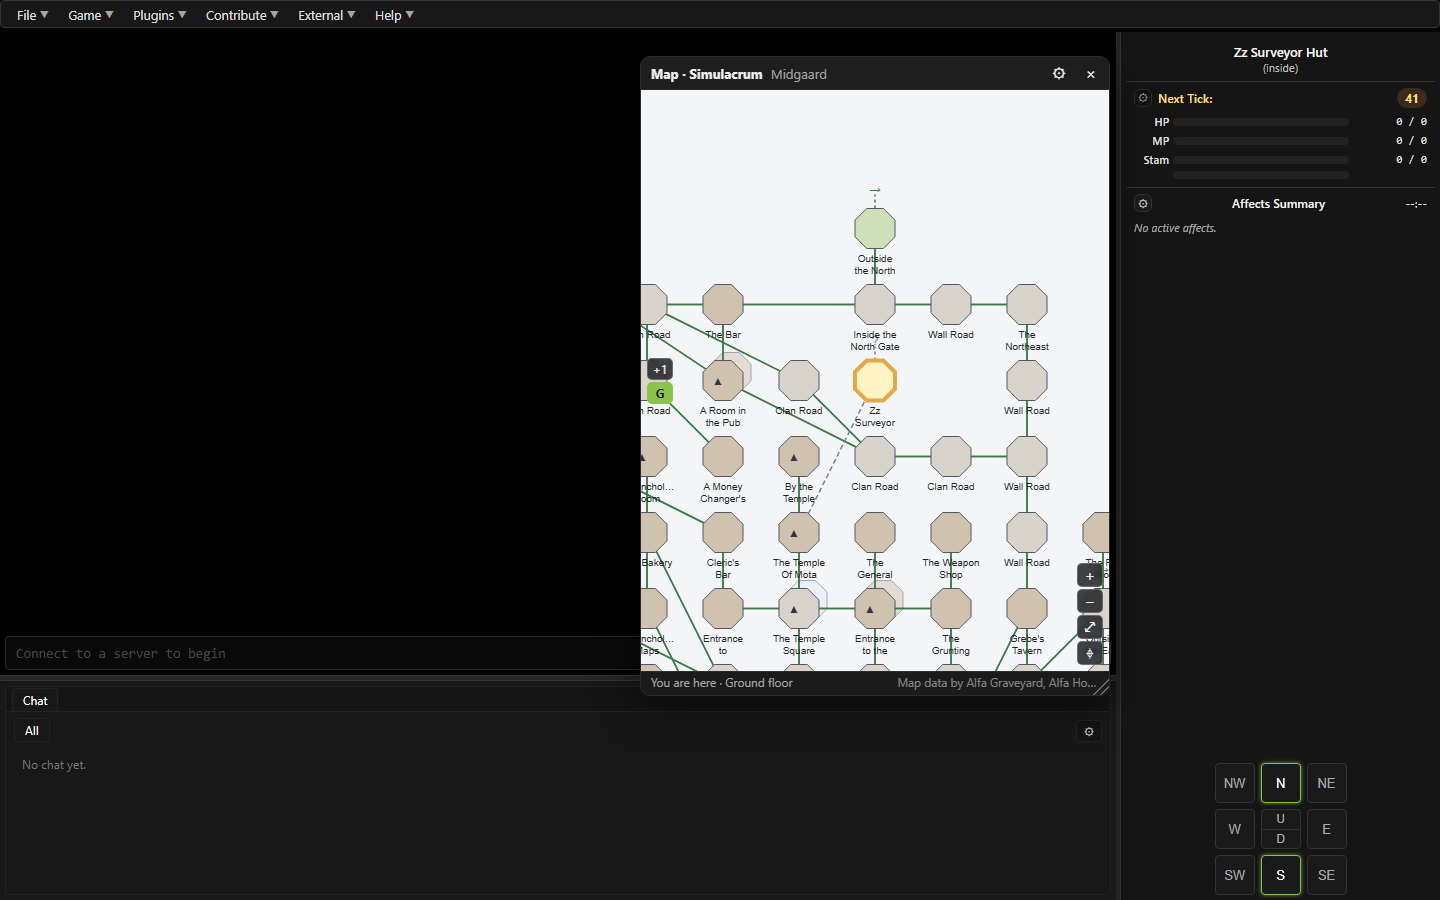 File Game Plugins Contribute External Help
Map · Simulacrum Midgaard
Outside
the North
n Road
The Bar
Inside the
North Gate
Wall Road
The
Northeast
+1
G
n Road
A Room in
the Pub
Clan Road
Zz
Surveyor
Wall Road
nchol...
oom
A Money
Changer's
By the
Temple
Clan Road
Clan Road
Wall Road
Bakery
Cleric's
Bar
The Temple
Of Mota
The
General
The Weapon
Shop
Wall Road
nchol...
Maps
Entrance
to
The Temple
Square
Entrance
to the
The
Grunting
Grebe's
Tavern
You are here · Ground floor
Map data by Alfa Graveyard, Alfa Ho...
Connect to a server to begin
Chat
All
No chat yet.
Zz Surveyor Hut
(inside)
Next Tick: 41
HP 0 / 0
MP 0 / 0
Stam 0 / 0
Affects Summary --:--
No active affects.
NW N NE
W U E
D
SW S SE